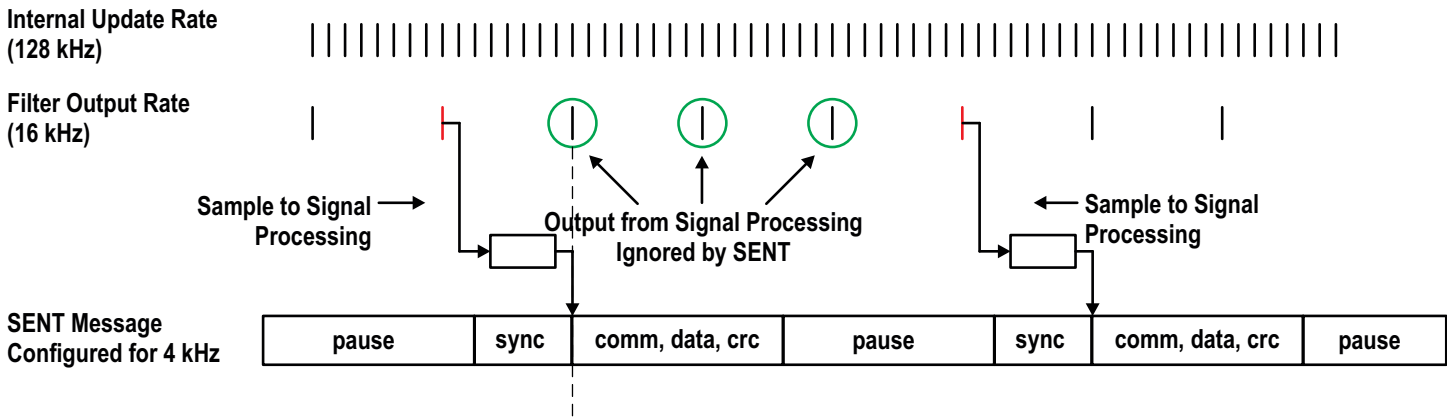 Internal Update Rate
(128 kHz)
Filter Output Rate
(16 kHz)
Sample to Signal
Processing
Output from Signal Processing
Ignored by SENT
Sample to Signal
Processing
SENT Message
Configured for 4 kHz
pause
sync
comm, data, crc
pause
sync
comm, data, crc
pause